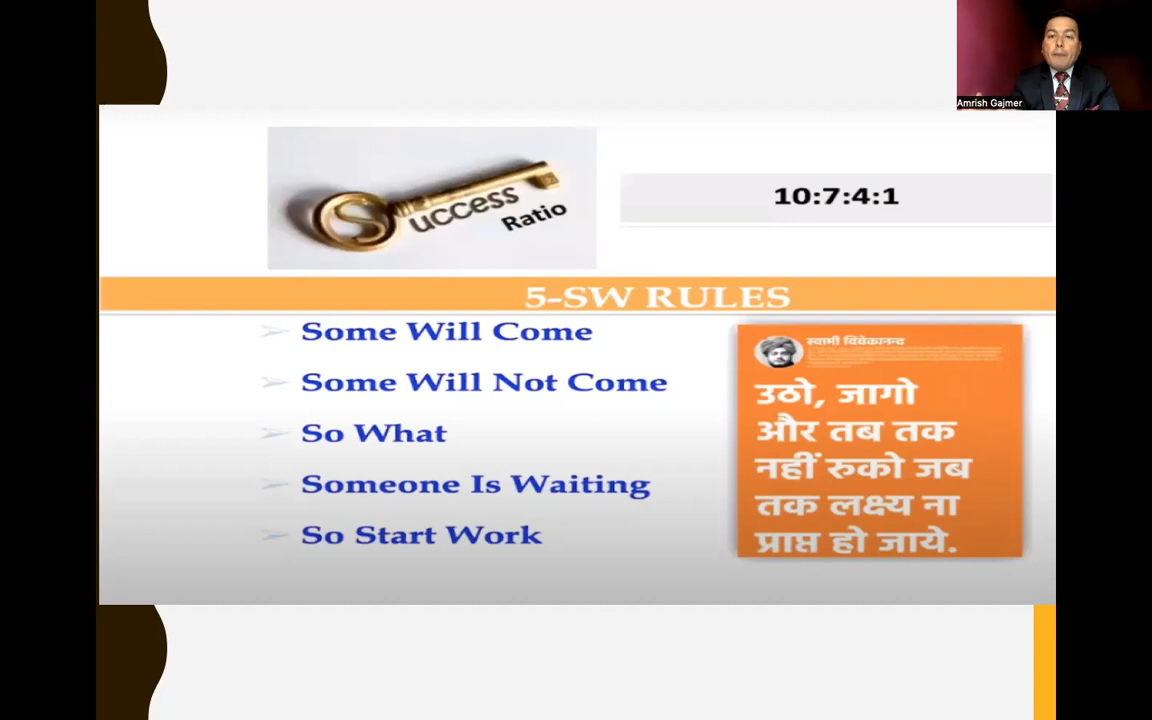 Amrish Gajmer
Success
Ratio
10:7:4:1
5-SW RULES
Some Will Come
Some Will Not Come
So What
Someone Is Waiting
So Start Work
स्वामी विवेकानन्द
उठो, जागो
और तब तक
नहीं रुको जब
तक लक्ष्य ना
प्राप्त हो जाये.